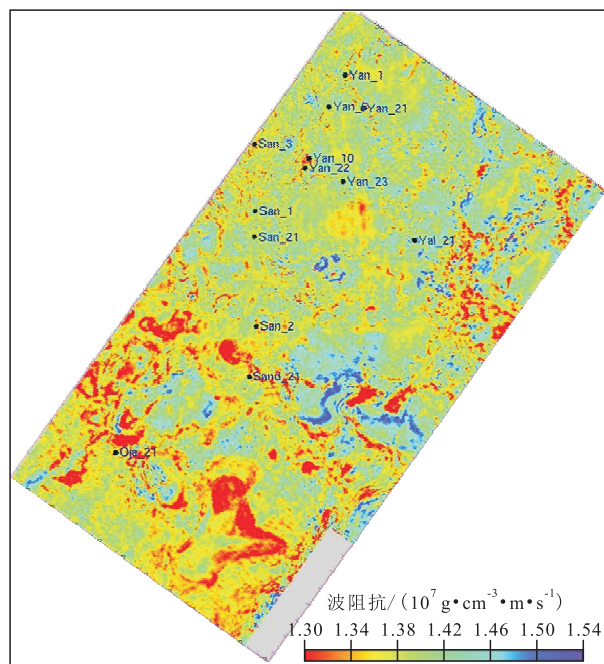 Yan_1
Yan_21
San_3
Yan_10
Yan_22
Yan_23
San_1
San_21
Yal_21
San_2
Sand_21
Oja_21
波阻抗/(10⁷ g•cm⁻³•m•s⁻¹)
1.30 1.34 1.38 1.42 1.46 1.50 1.54